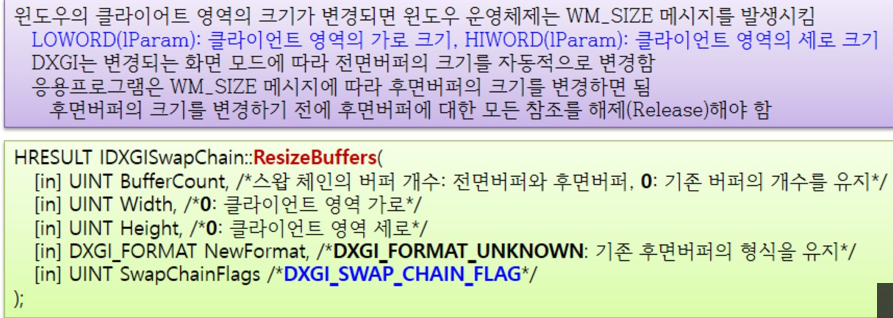 윈도우의 클라이어트 영역의 크기가 변경되면 윈도우 운영체제는 WM_SIZE 메시지를 발생시킴
LOWORD(lParam): 클라이언트 영역의 가로 크기, HIWORD(lParam): 클라이언트 영역의 세로 크기
DXGI는 변경되는 화면 모드에 따라 전면버퍼의 크기를 자동적으로 변경함
응용프로그램은 WM_SIZE 메시지에 따라 후면버퍼의 크기를 변경하면 됨
후면버퍼의 크기를 변경하기 전에 후면버퍼에 대한 모든 참조를 해제(Release)해야 함
HRESULT IDXGISwapChain::ResizeBuffers(
[in] UINT BufferCount, /*스왑 체인의 버퍼 개수: 전면버퍼와 후면버퍼, 0: 기존 버퍼의 개수를 유지*/
[in] UINT Width, /*0: 클라이언트 영역 가로*/
[in] UINT Height, /*0: 클라이언트 영역 세로*/
[in] DXGI_FORMAT NewFormat, /*DXGI_FORMAT_UNKNOWN: 기존 후면버퍼의 형식을 유지*/
[in] UINT SwapChainFlags /*DXGI_SWAP_CHAIN_FLAG*/
);